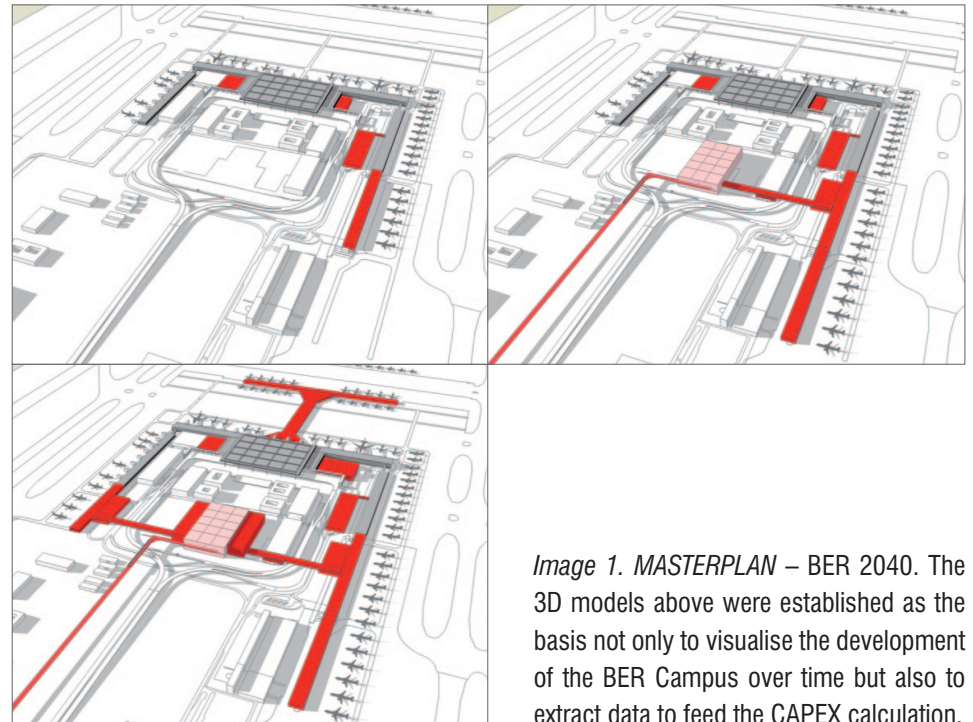 Image 1. MASTERPLAN – BER 2040. The
3D models above were established as the
basis not only to visualise the development
of the BER Campus over time but also to
extract data to feed the CAPEX calculation.